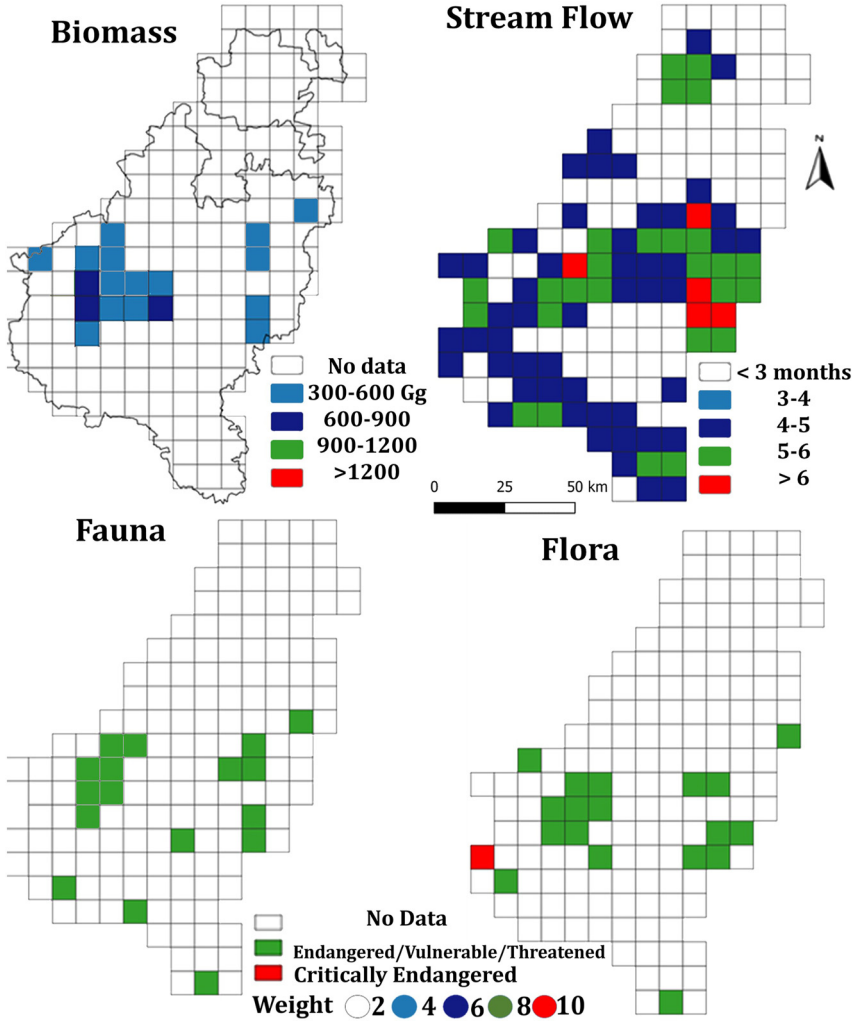 Biomass
Stream Flow
N
No data
300-600 Gg
600-900
900-1200
>1200
< 3 months
3-4
4-5
5-6
> 6
0 25 50 km
Fauna
Flora
No Data
Endangered/Vulnerable/Threatened
Critically Endangered
Weight 2 4 6 8 10